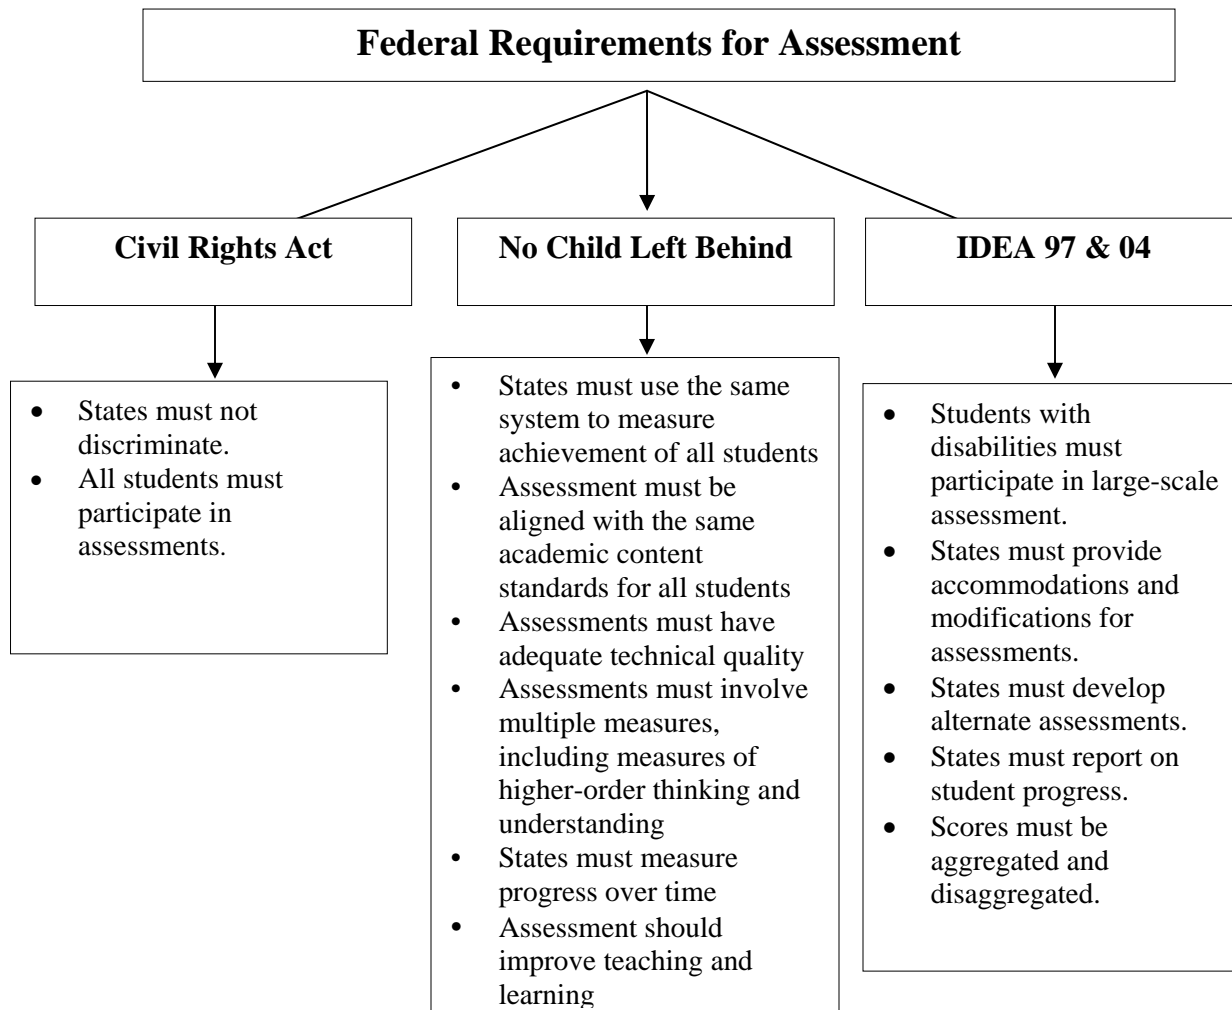 Federal Requirements for Assessment
Civil Rights Act
No Child Left Behind
IDEA 97 & 04
• States must not
discriminate.
• All students must
participate in
assessments.
• States must use the same
system to measure
achievement of all students
• Assessment must be
aligned with the same
academic content
standards for all students
• Assessments must have
adequate technical quality
• Assessments must involve
multiple measures,
including measures of
higher-order thinking and
understanding
• States must measure
progress over time
• Assessment should
improve teaching and
learning
• Students with
disabilities must
participate in large-scale
assessment.
• States must provide
accommodations and
modifications for
assessments.
• States must develop
alternate assessments.
• States must report on
student progress.
• Scores must be
aggregated and
disaggregated.